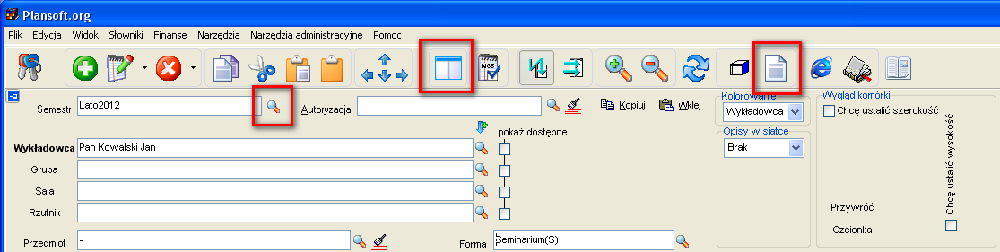 Plansoft.org
Plik Edycja Widok Słowniki Finanse Narzędzia Narzędzia administracyjne Pomoc
WGS
Semestr Lato2012 Autoryzacja Kopiuj Wklej
Kolorowanie
Wykładowca
Wygląd komórki
Chcę ustalić szerokość
Chcę ustalić wysokość
pokaż dostępne
Opisy w siatce
Brak
Wykładowca Pan Kowalski Jan
Grupa
Sala
Rzutnik
Przywróć
Czcionka
Przedmiot - Forma Seminarium(S)